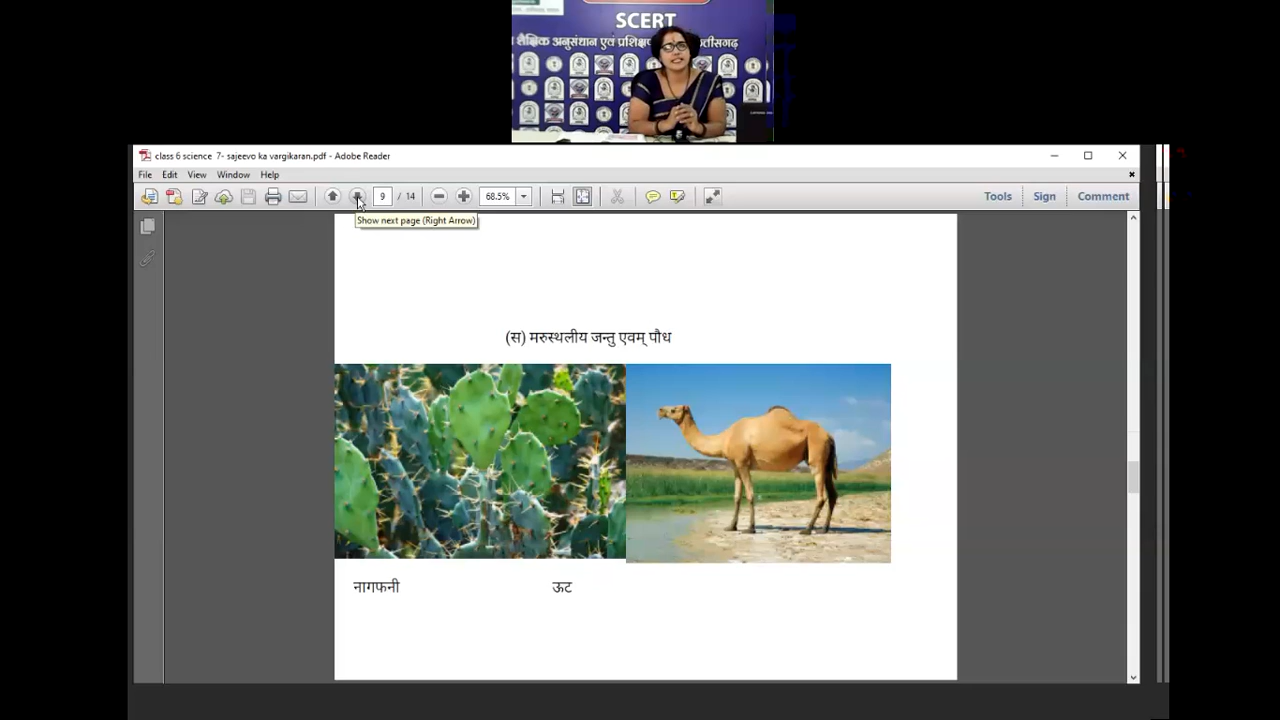 SCERT
शैक्षिक अनुसंधान एवं प्रशिक्षण
class 6 science 7- sajeevo ka vargikaran.pdf - Adobe Reader
File Edit View Window Help
9 / 14 68.5% Tools Sign Comment
Show next page (Right Arrow)
(स) मरुस्थलीय जन्तु एवम् पौध
नागफनी ऊट